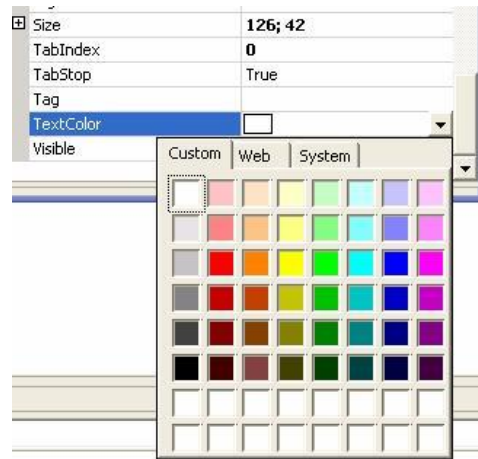 Size 126; 42
TabIndex 0
TabStop True
Tag
TextColor
Visible
Custom Web System